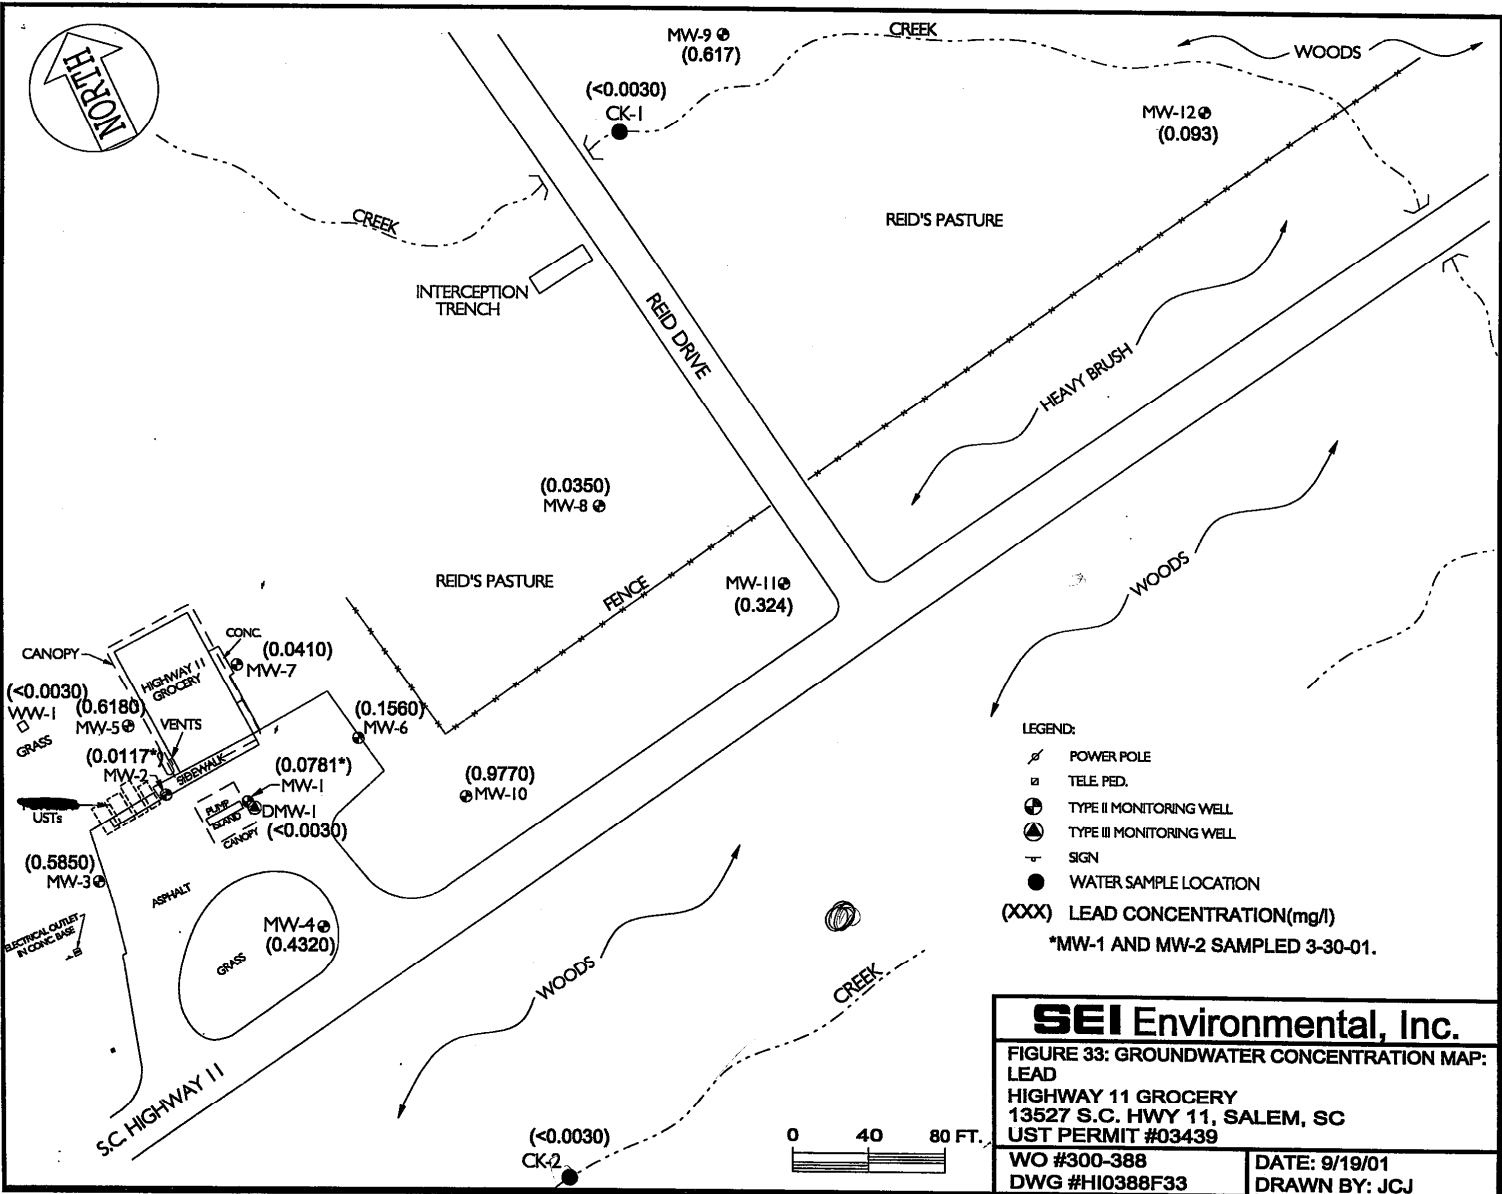 NORTH
MW-9
(0.617)
CREEK
WOODS
(<0.0030)
CK-1
MW-12
(0.093)
CREEK
REID'S PASTURE
INTERCEPTION
TRENCH
REID DRIVE
HEAVY BRUSH
(0.0350)
MW-8
REID'S PASTURE
FENCE
MW-11
(0.324)
WOODS
CONC.
CANOPY
(0.0410)
MW-7
HIGHWAY 11
GROCERY
(<0.0030)
WW-1
GRASS
(0.6180)
MW-5
VENTS
(0.1560)
MW-6
(0.0117*)
MW-2
SIDEWALK
(0.0781*)
MW-1
(0.9770)
MW-10
USTs
PUMP
ISLAND
DMW-1
(<0.0030)
CANOPY
(0.5850)
MW-3
ASPHALT
ELECTRICAL OUTLET
IN CONC. BASE
MW-4
(0.4320)
GRASS
WOODS
CREEK
S.C. HIGHWAY 11
(<0.0030)
CK-2
0 40 80 FT.
LEGEND:
POWER POLE
TELE. PED.
TYPE II MONITORING WELL
TYPE III MONITORING WELL
SIGN
WATER SAMPLE LOCATION
(XXX) LEAD CONCENTRATION(mg/l)
*MW-1 AND MW-2 SAMPLED 3-30-01.
SEI Environmental, Inc.
FIGURE 33: GROUNDWATER CONCENTRATION MAP:
LEAD
HIGHWAY 11 GROCERY
13527 S.C. HWY 11, SALEM, SC
UST PERMIT #03439
WO #300-388
DWG #HI0388F33
DATE: 9/19/01
DRAWN BY: JCJ